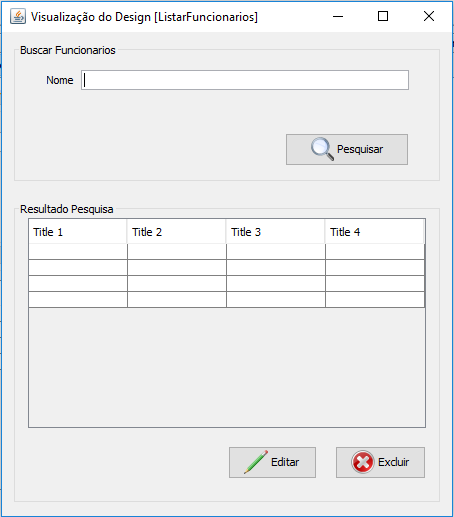 Visualização do Design [ListarFuncionarios]
Buscar Funcionarios
Nome
Pesquisar
Resultado Pesquisa
Title 1 Title 2 Title 3 Title 4
Editar Excluir